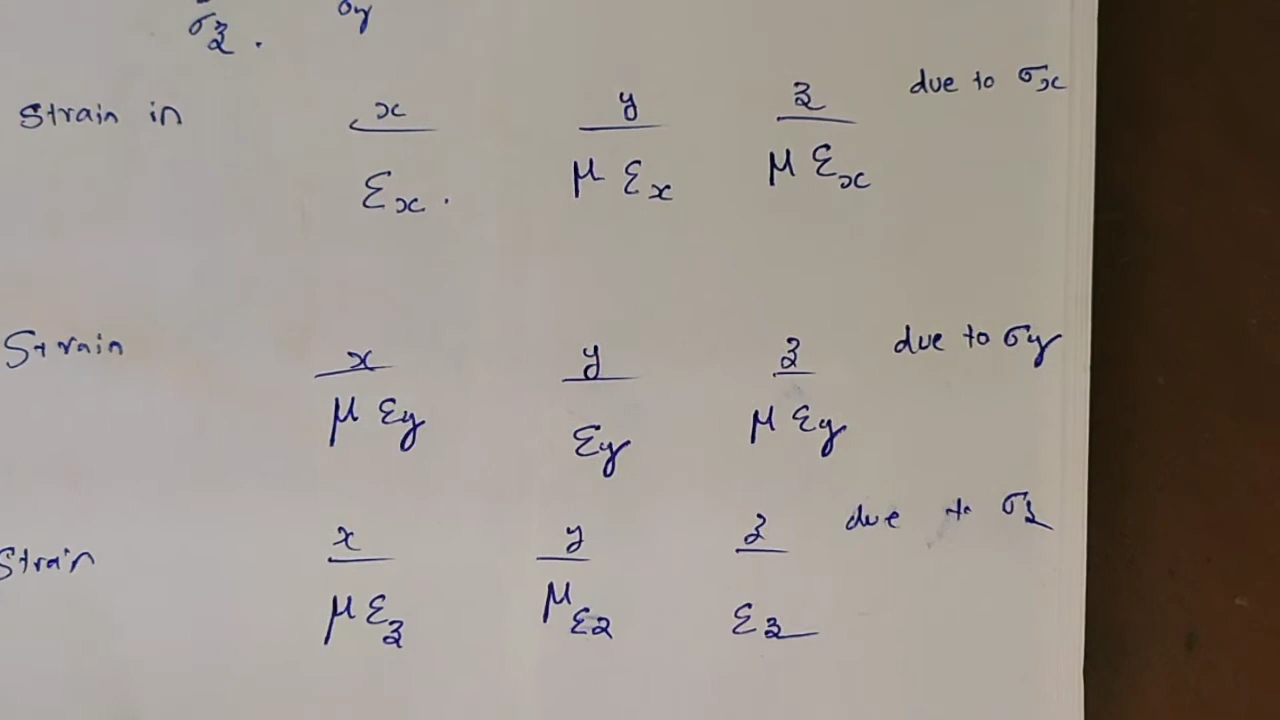 σz. σy
Strain in x y z due to σx
εx. μ εx μ εx
Strain x y z due to σy
μ εy εy μ εy
Strain x y z due to σz
μ εz μ εz εz